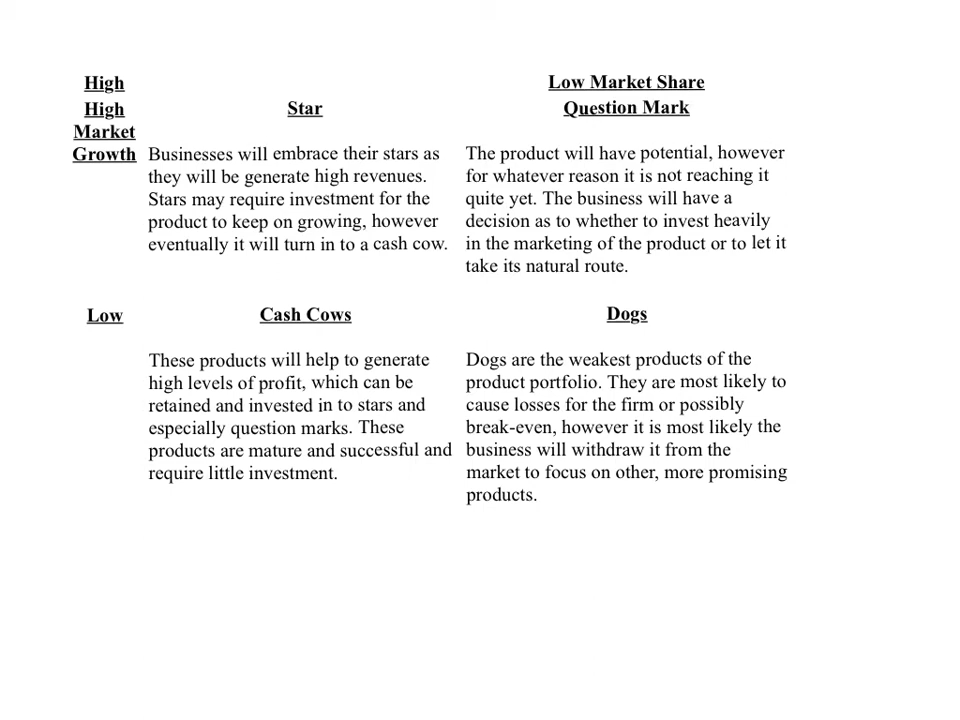 High
Low Market Share
High
Market
Growth
Star
Question Mark
Businesses will embrace their stars as
they will be generate high revenues.
Stars may require investment for the
product to keep on growing, however
eventually it will turn in to a cash cow.
The product will have potential, however
for whatever reason it is not reaching it
quite yet. The business will have a
decision as to whether to invest heavily
in the marketing of the product or to let it
take its natural route.
Low
Cash Cows
Dogs
These products will help to generate
high levels of profit, which can be
retained and invested in to stars and
especially question marks. These
products are mature and successful and
require little investment.
Dogs are the weakest products of the
product portfolio. They are most likely to
cause losses for the firm or possibly
break-even, however it is most likely the
business will withdraw it from the
market to focus on other, more promising
products.